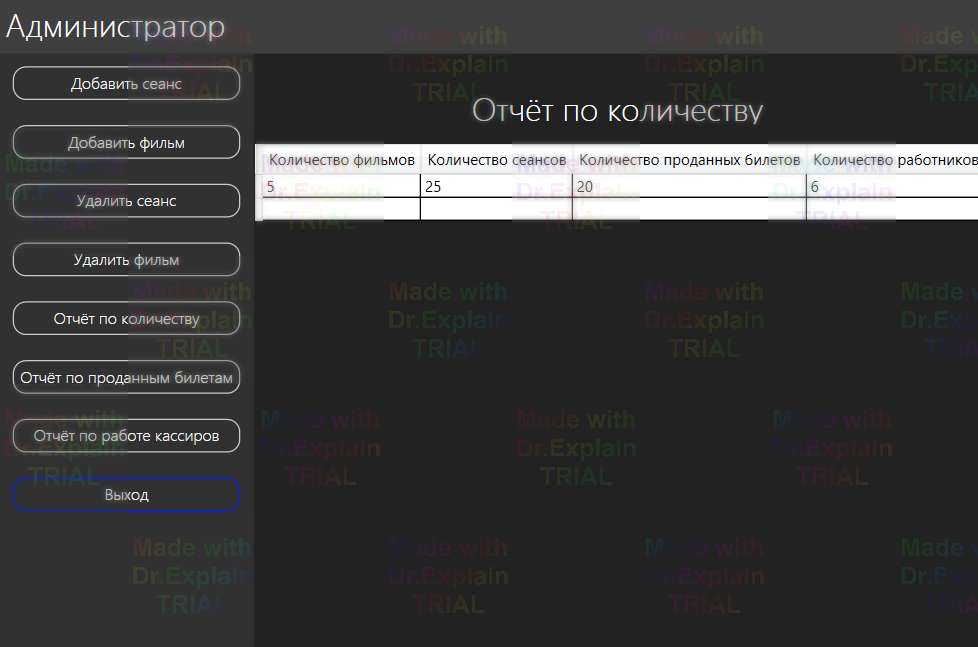 Администратор
Добавить сеанс
Добавить фильм
Удалить сеанс
Удалить фильм
Отчёт по количеству
Отчёт по проданным билетам
Отчёт по работе кассиров
Выход
Отчёт по количеству
Количество фильмов Количество сеансов Количество проданных билетов Количество работников
5 25 20 6
Made with
Dr.Explain
TRIAL